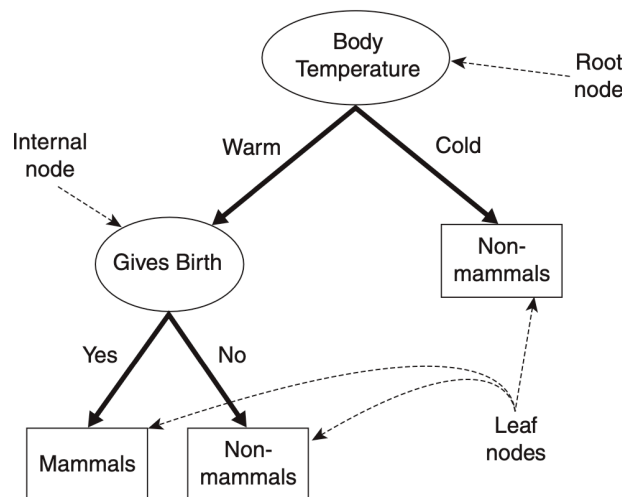 Body
Temperature
Root
node
Internal
node
Warm
Cold
Gives Birth
Non-
mammals
Yes
No
Mammals
Non-
mammals
Leaf
nodes